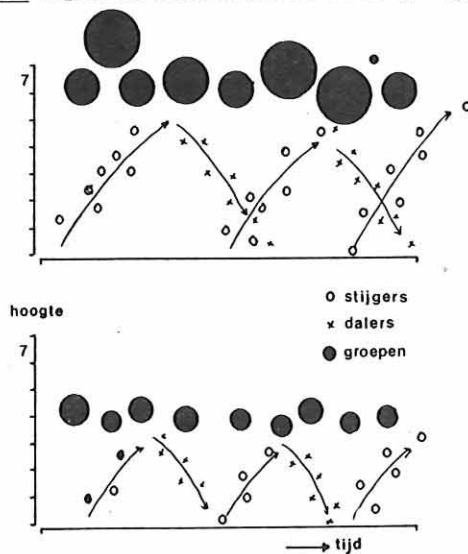 7
o stijgers
x dalers
● groepen
hoogte
7
→ tijd